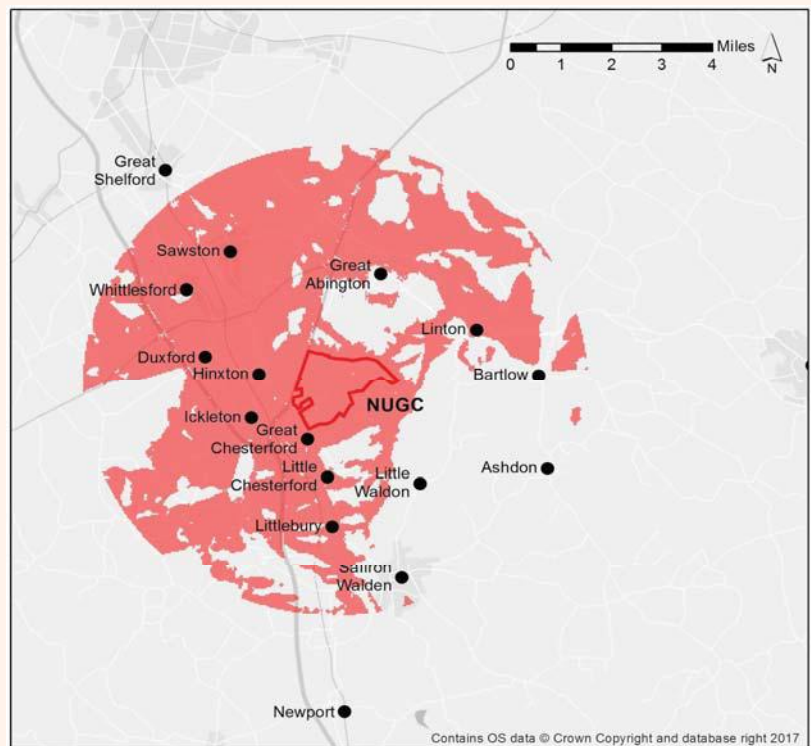 Miles
0 1 2 3 4
N
Great
Shelford
Sawston
Great
Abington
Whittlesford
Linton
Duxford
Hinxton
Bartlow
NUGC
Ickleton
Great
Chesterford
Little
Chesterford
Little
Waldon
Ashdon
Littlebury
Saffron
Walden
Newport
Contains OS data © Crown Copyright and database right 2017